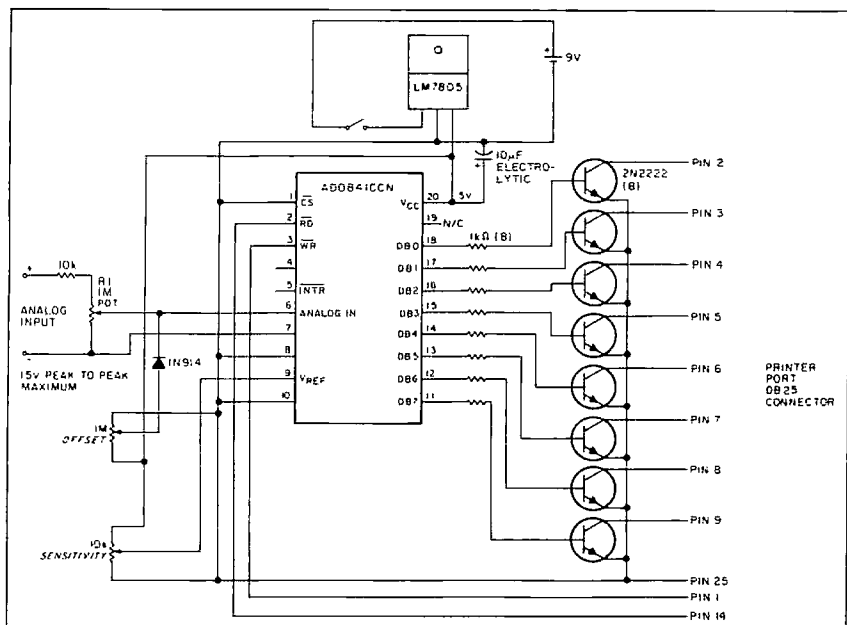 LM7805
+
9V
10µF
ELECTRO-
LYTIC
+
ADO841CCN
1
CS
2
RD
3
WR
4
5
INTR
6
ANALOG IN
7
8
9
VREF
10
VCC
20
5V
19
N/C
DB0
18
1kΩ (8)
DB1
17
DB2
16
DB3
15
DB4
14
DB5
13
DB6
12
DB7
11
2N2222
(8)
PIN 2
PIN 3
PIN 4
PIN 5
PIN 6
PIN 7
PIN 8
PIN 9
PIN 25
PIN 1
PIN 14
PRINTER
PORT
DB25
CONNECTOR
+
10k
R1
1M
POT
ANALOG
INPUT
-
15V PEAK TO PEAK
MAXIMUM
1N914
1M
OFFSET
10k
SENSITIVITY